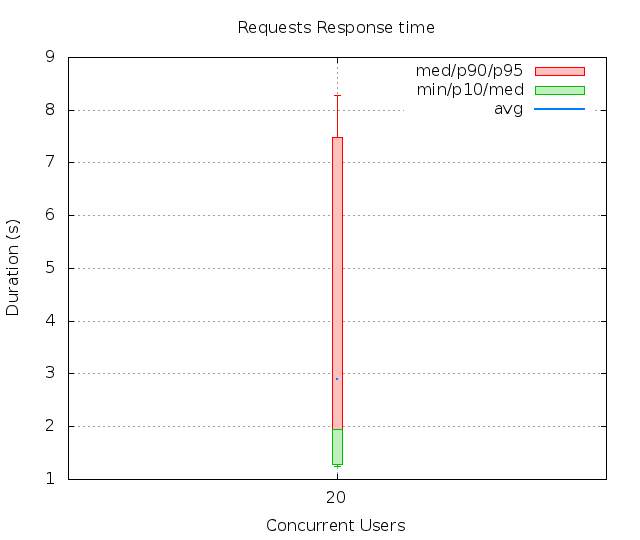 Requests Response time
9
8
7
6
5
4
3
2
1
Duration (s)
med/p90/p95
min/p10/med
avg
20
Concurrent Users